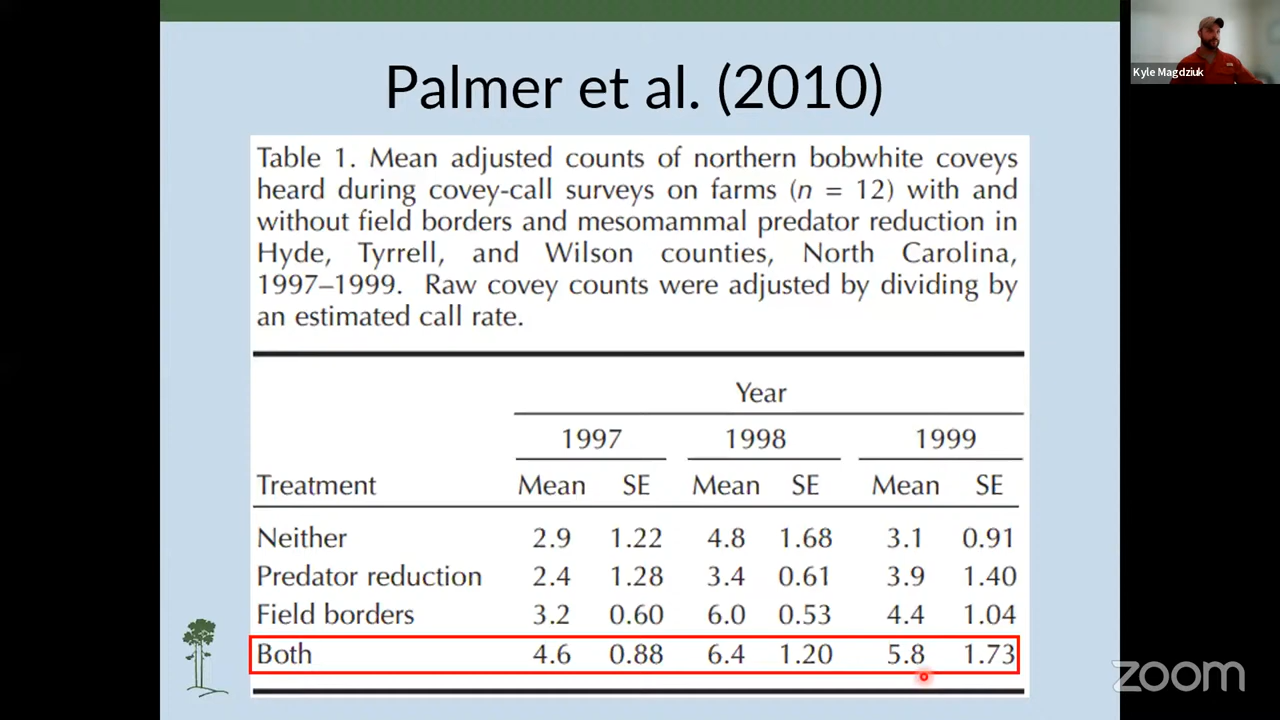 Palmer et al. (2010)
Kyle Magdziuk
Table 1. Mean adjusted counts of northern bobwhite coveys
heard during covey-call surveys on farms (n = 12) with and
without field borders and mesomammal predator reduction in
Hyde, Tyrrell, and Wilson counties, North Carolina,
1997–1999. Raw covey counts were adjusted by dividing by
an estimated call rate.
Year
1997 1998 1999
Treatment Mean SE Mean SE Mean SE
Neither 2.9 1.22 4.8 1.68 3.1 0.91
Predator reduction 2.4 1.28 3.4 0.61 3.9 1.40
Field borders 3.2 0.60 6.0 0.53 4.4 1.04
Both 4.6 0.88 6.4 1.20 5.8 1.73
zoom